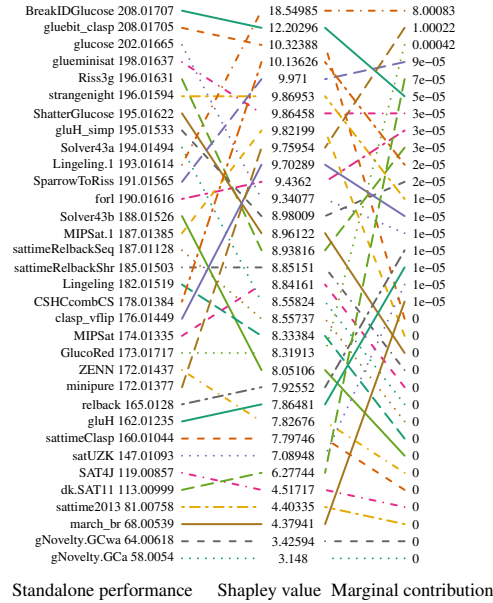 BreakIDGlucose 208.01707 18.54985 8.00083
gluebit_clasp 208.01705 12.20296 1.00022
glucose 202.01665 10.32388 0.00042
glueminisat 198.01637 10.13626 9e−05
Riss3g 196.01631 9.971 7e−05
strangenight 196.01594 9.86953 5e−05
ShatterGlucose 195.01622 9.86458 3e−05
gluH_simp 195.01533 9.82199 3e−05
Solver43a 194.01494 9.75954 3e−05
Lingeling.1 193.01614 9.70289 2e−05
SparrowToRiss 191.01565 9.4362 2e−05
forl 190.01616 9.34077 1e−05
Solver43b 188.01526 8.98009 1e−05
MIPSat.1 187.01385 8.96122 1e−05
sattimeRelbackSeq 187.01128 8.93816 1e−05
sattimeRelbackShr 185.01503 8.85151 1e−05
Lingeling 182.01519 8.84161 1e−05
CSHCcombCS 178.01384 8.55824 1e−05
clasp_vflip 176.01449 8.55737 0
MIPSat 174.01335 8.33384 0
GlucoRed 173.01717 8.31913 0
ZENN 172.01437 8.05106 0
minipure 172.01377 7.92552 0
relback 165.0128 7.86481 0
gluH 162.01235 7.82676 0
sattimeClasp 160.01044 7.79746 0
satUZK 147.01093 7.08948 0
SAT4J 119.00857 6.27744 0
dk.SAT11 113.00999 4.51717 0
sattime2013 81.00758 4.40335 0
march_br 68.00539 4.37941 0
gNovelty.GCwa 64.00618 3.42594 0
gNovelty.GCa 58.0054 3.148 0
Standalone performance Shapley value Marginal contribution